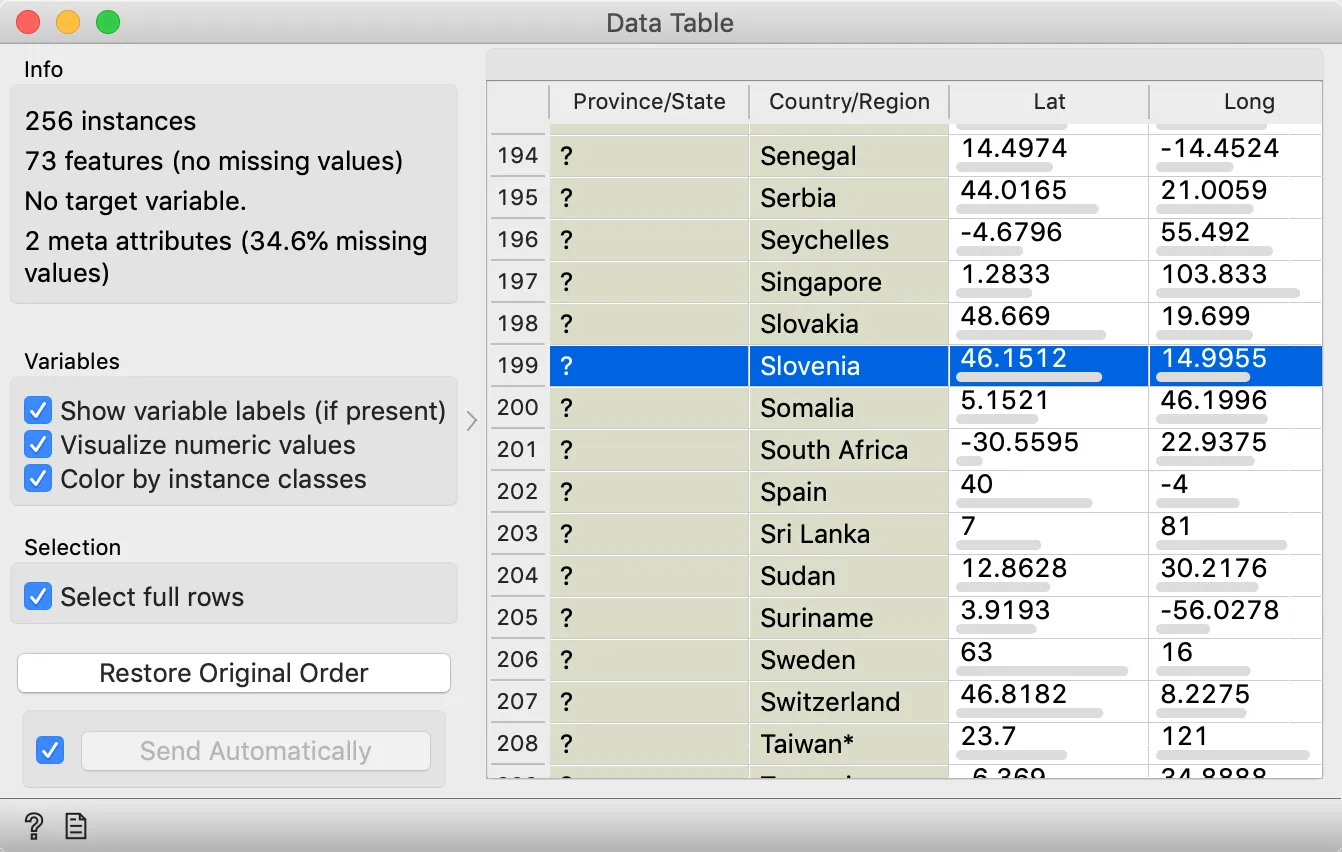 Data Table
Info
256 instances
73 features (no missing values)
No target variable.
2 meta attributes (34.6% missing
values)
Variables
Show variable labels (if present)
Visualize numeric values
Color by instance classes
Selection
Select full rows
Restore Original Order
Send Automatically
Province/State Country/Region Lat Long
194 ? Senegal 14.4974 -14.4524
195 ? Serbia 44.0165 21.0059
196 ? Seychelles -4.6796 55.492
197 ? Singapore 1.2833 103.833
198 ? Slovakia 48.669 19.699
199 ? Slovenia 46.1512 14.9955
200 ? Somalia 5.1521 46.1996
201 ? South Africa -30.5595 22.9375
202 ? Spain 40 -4
203 ? Sri Lanka 7 81
204 ? Sudan 12.8628 30.2176
205 ? Suriname 3.9193 -56.0278
206 ? Sweden 63 16
207 ? Switzerland 46.8182 8.2275
208 ? Taiwan* 23.7 121